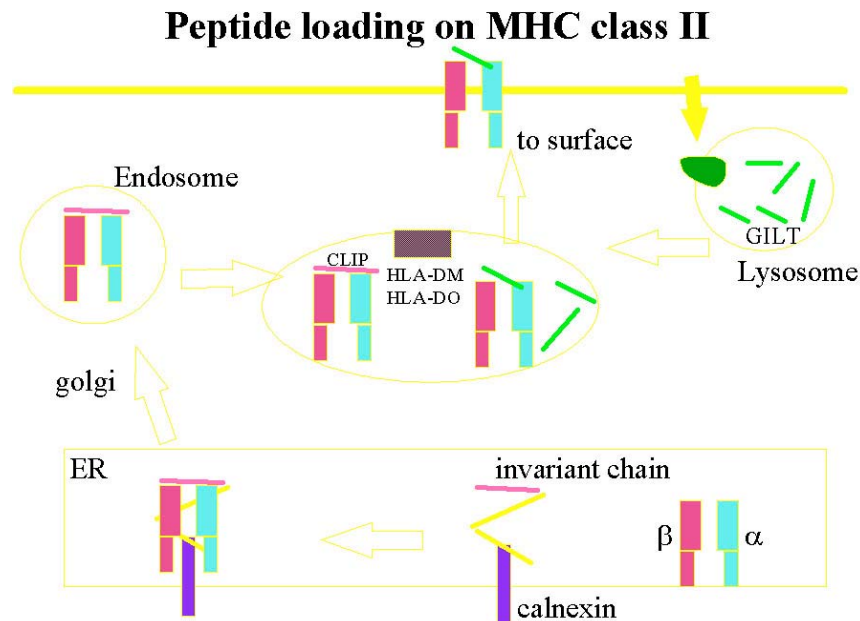 Peptide loading on MHC class II
to surface
Endosome
GILT
Lysosome
CLIP
HLA-DM
HLA-DO
golgi
ER
invariant chain
β
α
calnexin